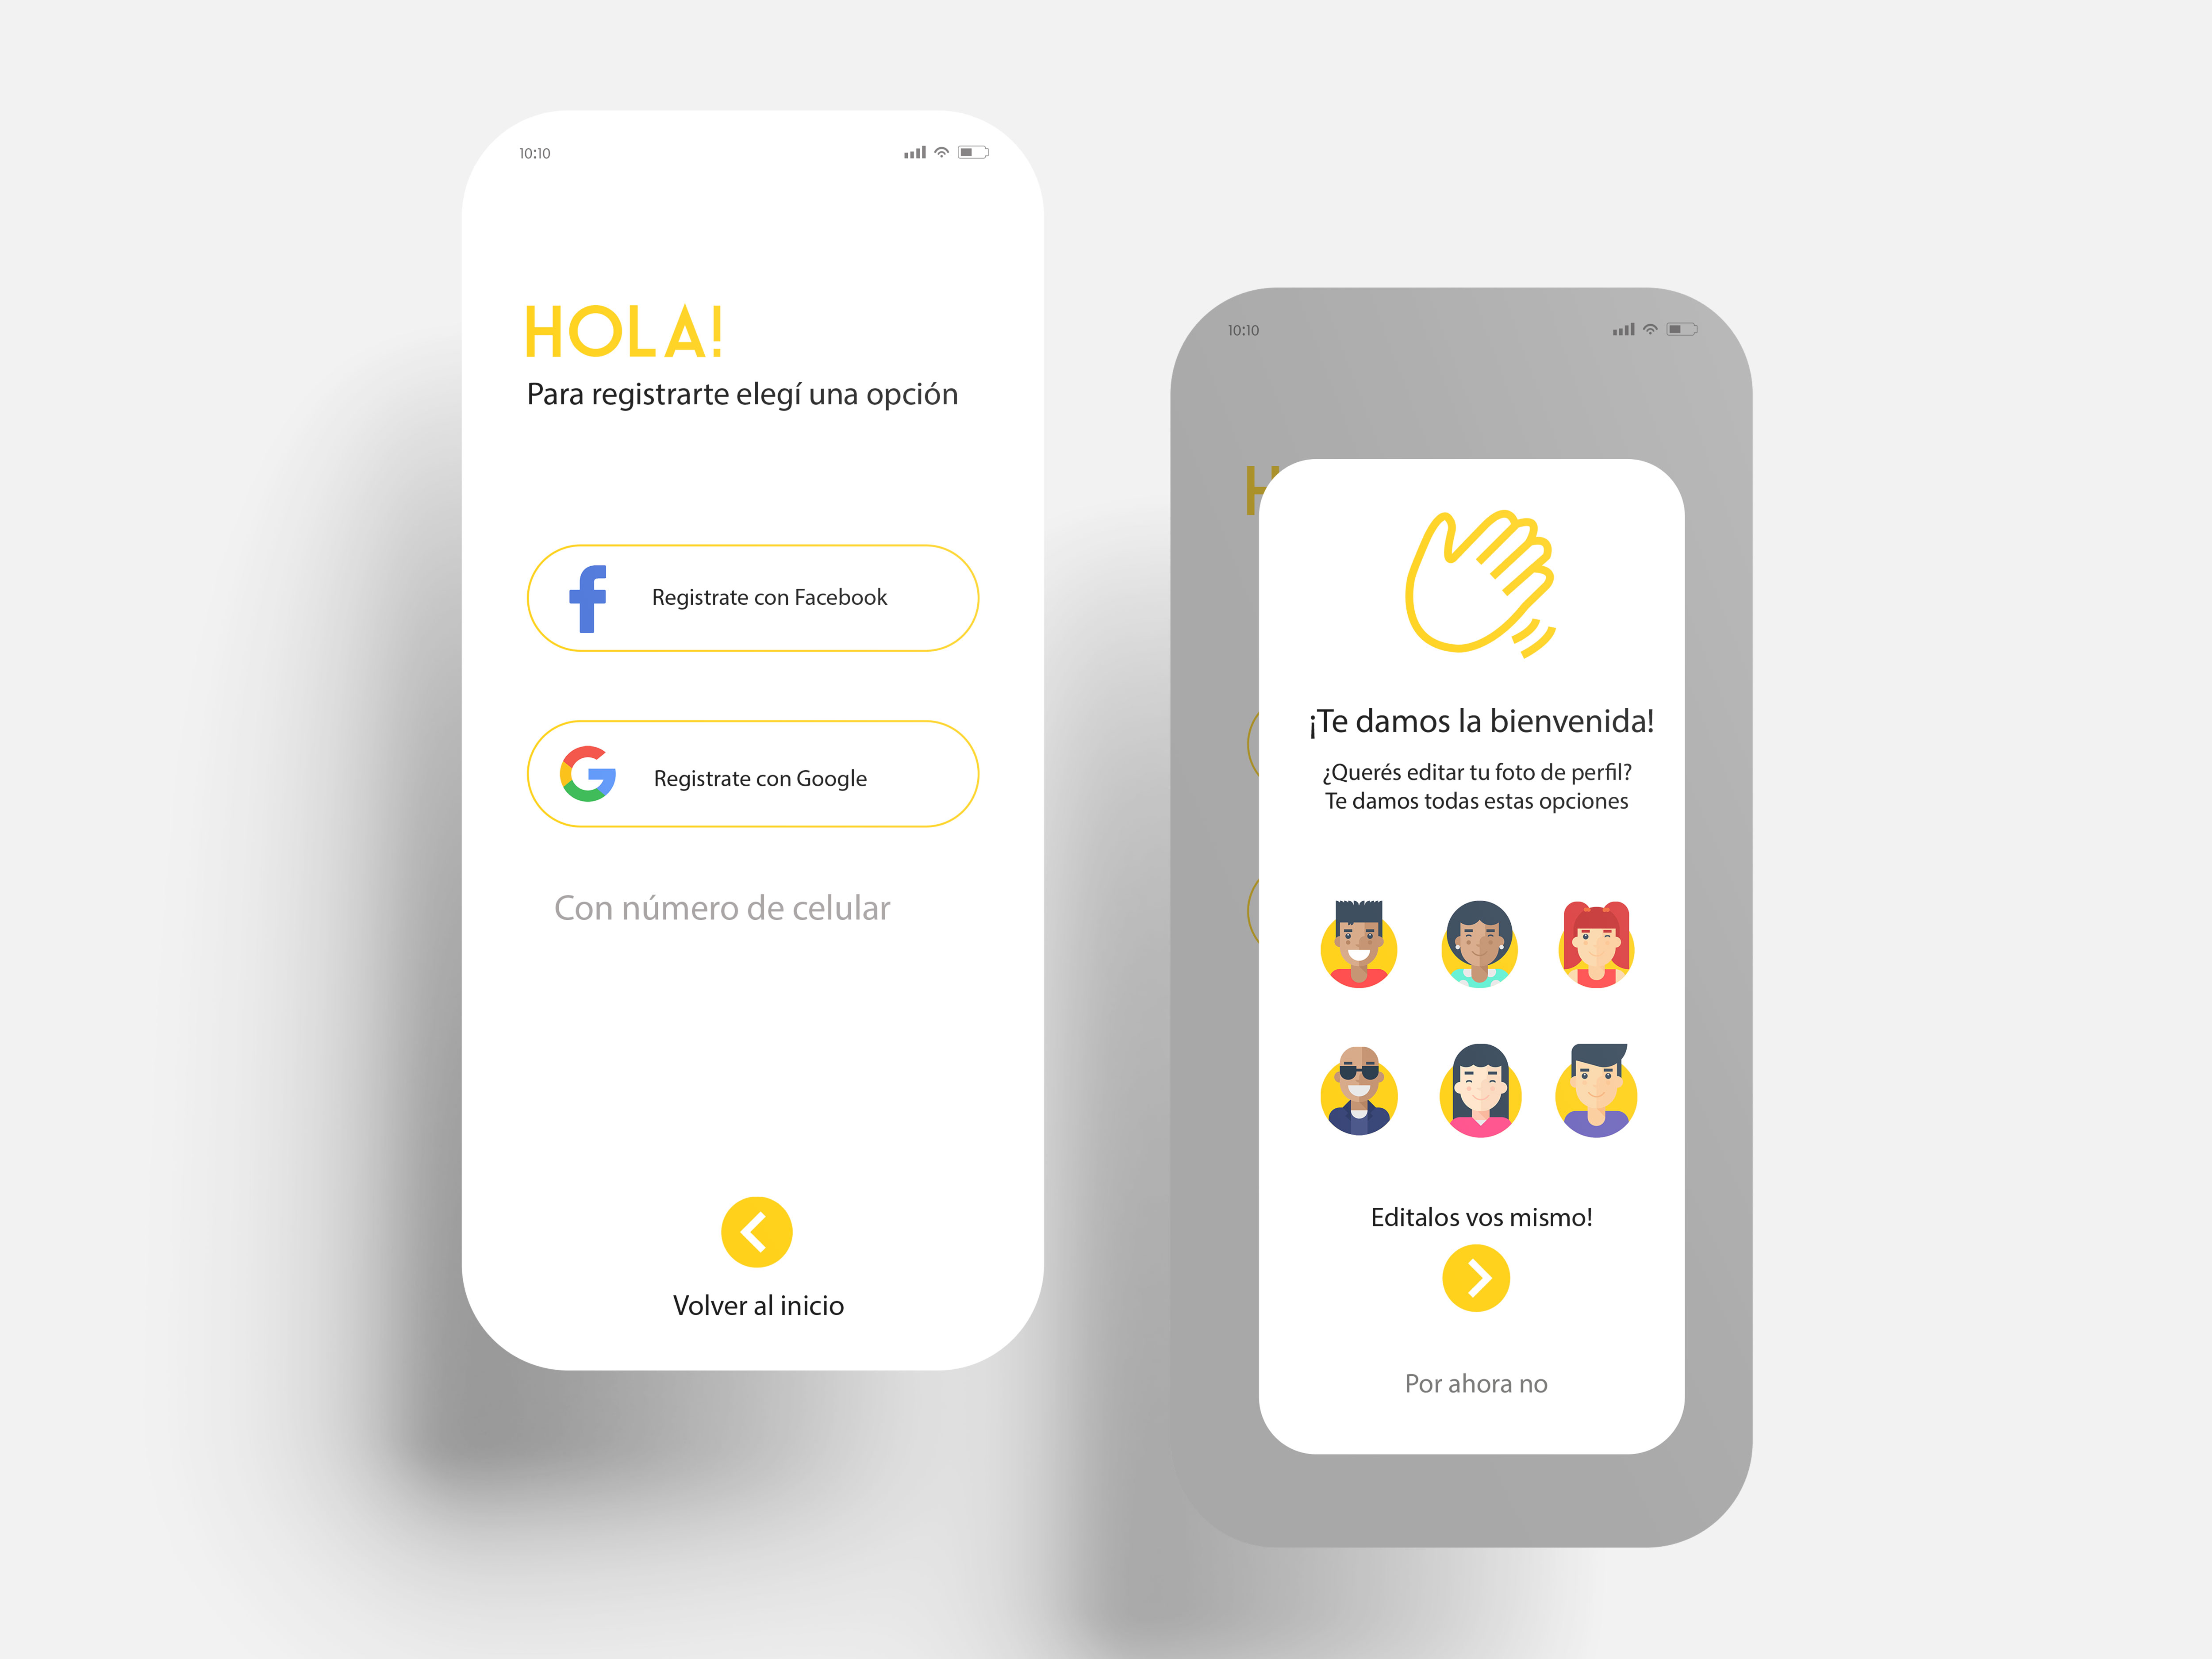 10:10
HOLA!
Para registrarte elegí una opción
Registrate con Facebook
Registrate con Google
Con número de celular
Volver al inicio
10:10
H
¡Te damos la bienvenida!
¿Querés editar tu foto de perfil?
Te damos todas estas opciones
Editalos vos mismo!
Por ahora no